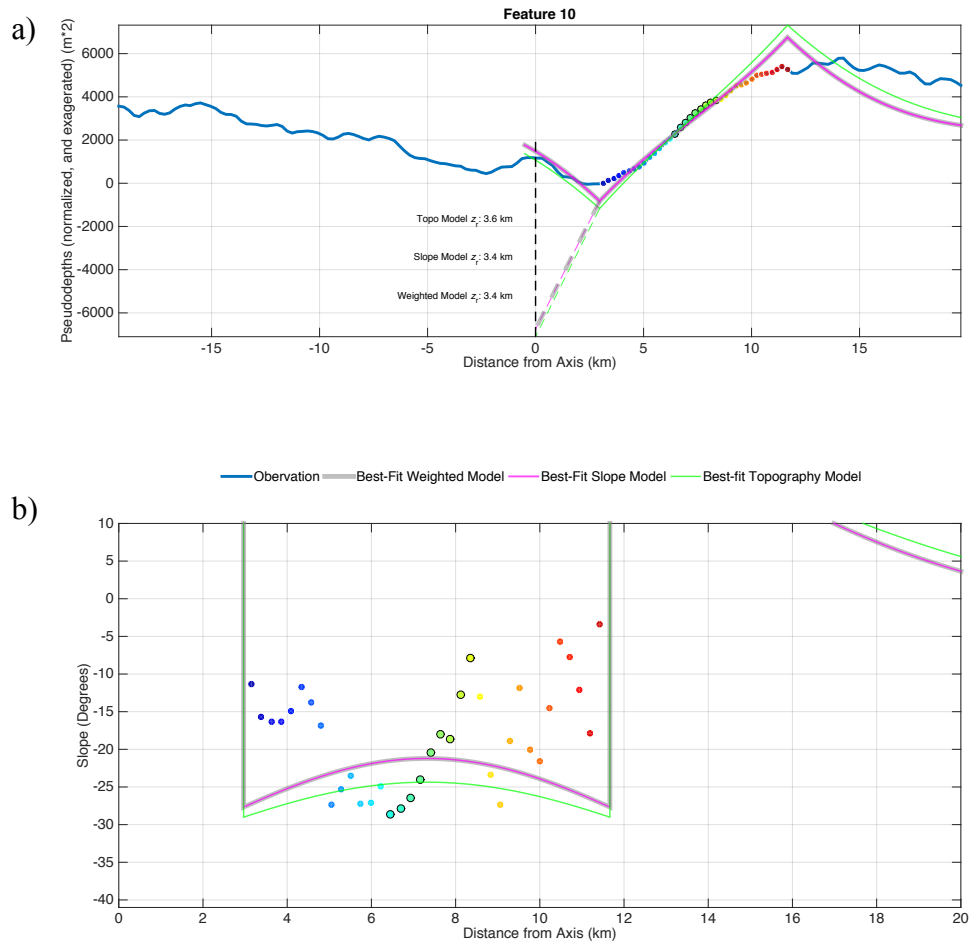 a)
Feature 10
Pseudodepths (normalized, and exagerated) (m*2)
6000
4000
2000
0
-2000
-4000
-6000
Topo Model z_r: 3.6 km
Slope Model z_r: 3.4 km
Weighted Model z_r: 3.4 km
-15 -10 -5 0 5 10 15
Distance from Axis (km)
Obervation Best-Fit Weighted Model Best-Fit Slope Model Best-fit Topography Model
b)
Slope (Degrees)
10
5
0
-5
-10
-15
-20
-25
-30
-35
-40
0 2 4 6 8 10 12 14 16 18 20
Distance from Axis (km)